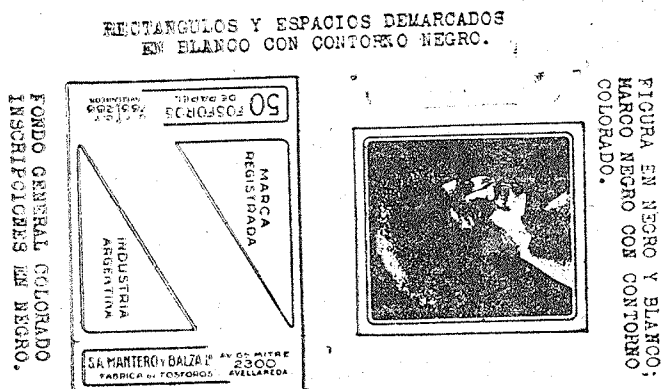 RECTANGULOS Y ESPACIOS DEMARCADOS
EN BLANCO CON CONTORNO NEGRO.
FONDO GENERAL COLORADO
INSCRIPCIONES EN NEGRO.
50 FOSFOROS
DE PAPEL
MARCA
REGISTRADA
INDUSTRIA
ARGENTINA
S.A. MANTERO Y BALZA
AV. DE MITRE
2300
FABRICA DE FOSFOROS
AVELLANEDA
FIGURA EN NEGRO Y BLANCO;
MARCO NEGRO CON CONTORNO
COLORADO.